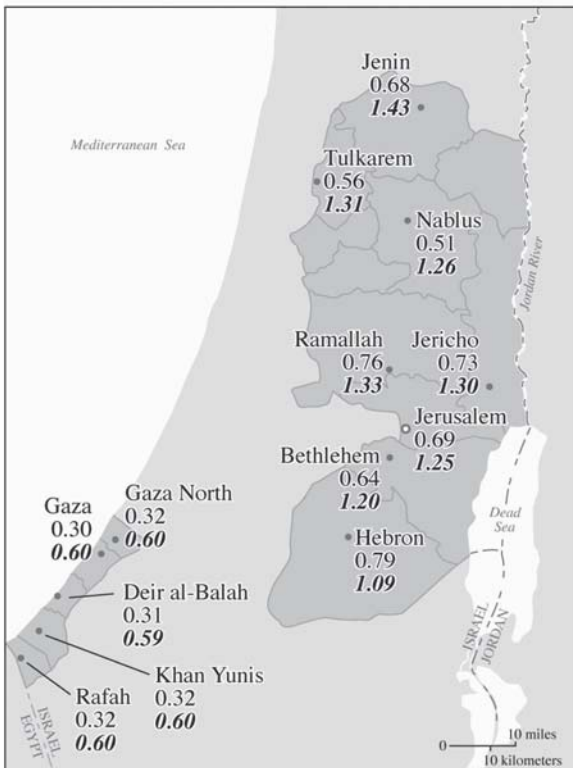 Jenin
0.68
1.43
Mediterranean Sea
Tulkarem
0.56
1.31
Nablus
0.51
1.26
Jordan River
Ramallah
0.76
1.33
Jericho
0.73
1.30
Jerusalem
0.69
1.25
Bethlehem
0.64
1.20
Gaza
0.30
0.60
Gaza North
0.32
0.60
Dead
Sea
Hebron
0.79
1.09
Deir al-Balah
0.31
0.59
ISRAEL
JORDAN
Khan Yunis
0.32
0.60
Rafah
0.32
0.60
ISRAEL
EGYPT
0 10 miles
10 kilometers